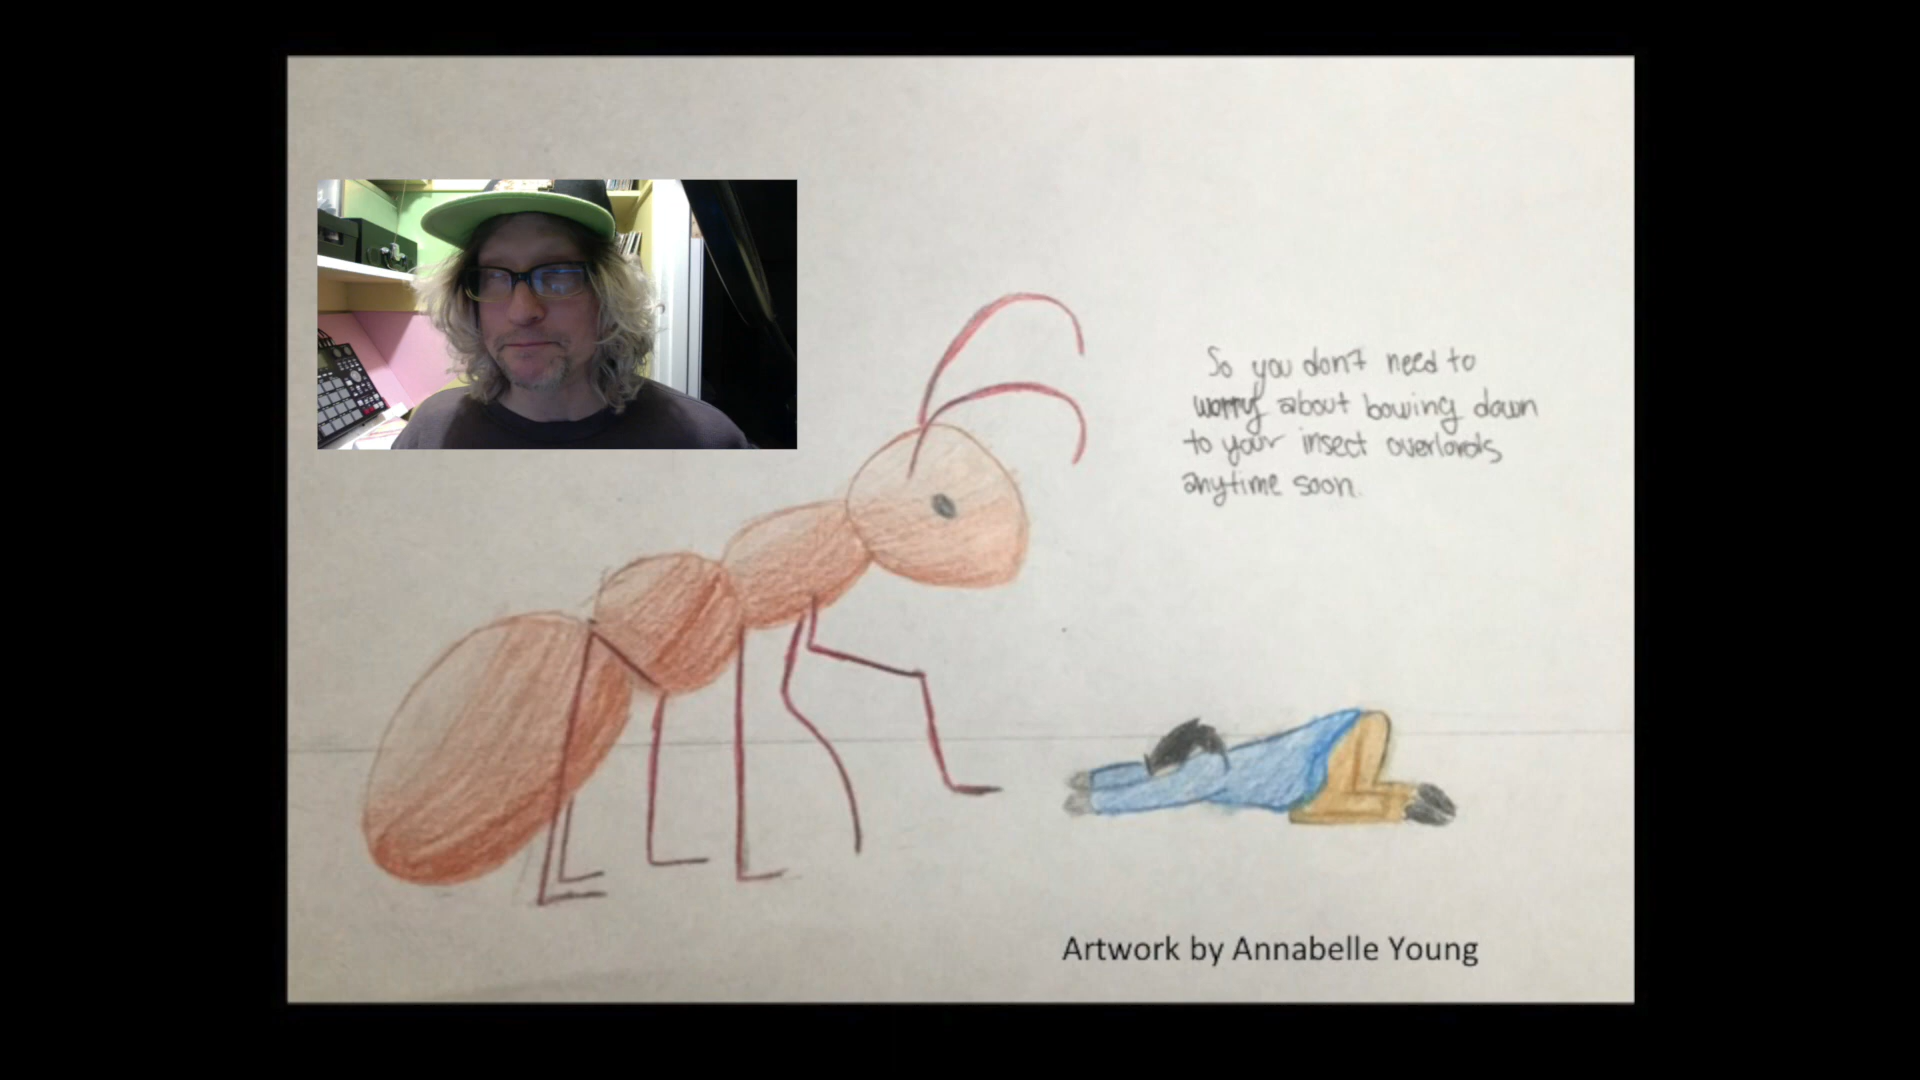 So you don't need to
worry about bowing down
to your insect overlords
anytime soon.
Artwork by Annabelle Young